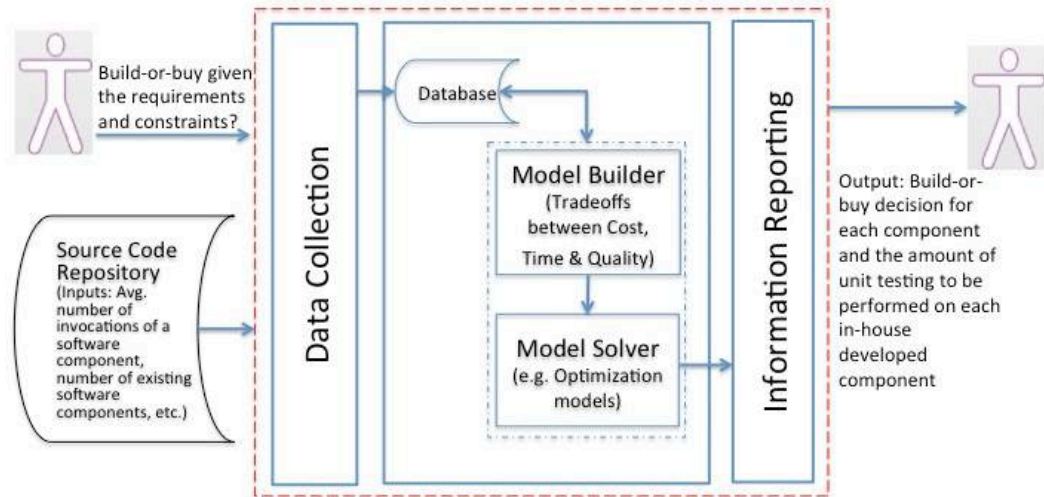 Build-or-buy given
the requirements
and constraints?
Source Code
Repository
(Inputs: Avg.
number of
invocations of a
software
component,
number of existing
software
components, etc.)
Data Collection
Database
Model Builder
(Tradeoffs
between Cost,
Time & Quality)
Model Solver
(e.g. Optimization
models)
Information Reporting
Output: Build-or-
buy decision for
each component
and the amount of
unit testing to be
performed on each
in-house
developed
component